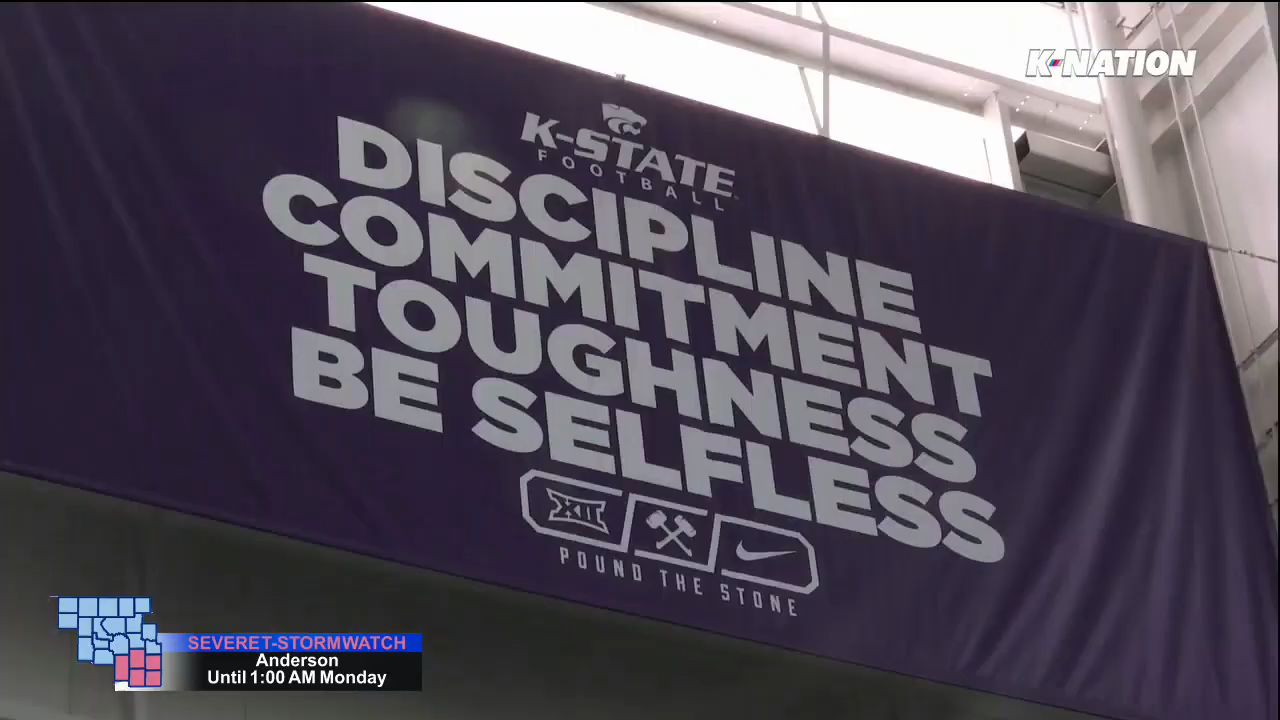 K-NATION
K-STATE
FOOTBALL
DISCIPLINE
COMMITMENT
TOUGHNESS
BE SELFLESS
XII
POUND THE STONE
SEVERET-STORMWATCH
Anderson
Until 1:00 AM Monday